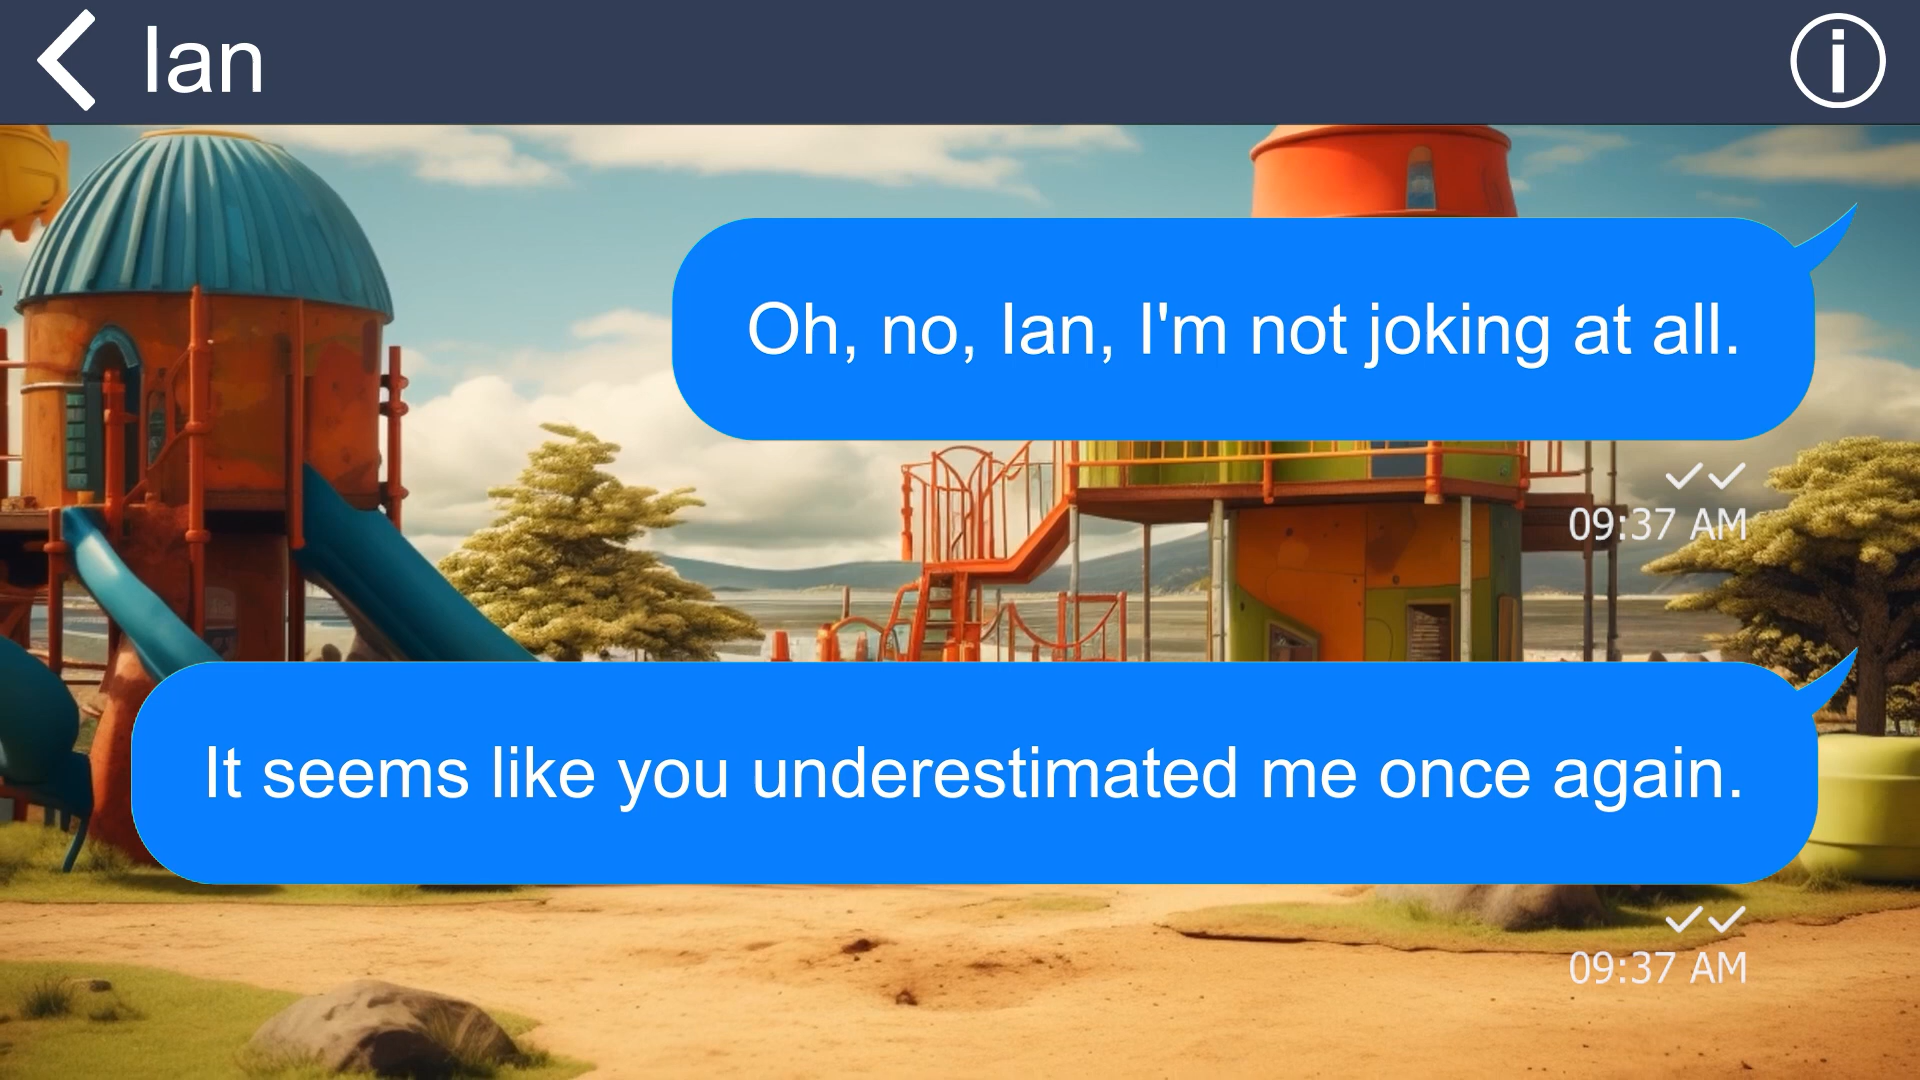 Ian
Oh, no, Ian, I'm not joking at all.
09:37 AM
It seems like you underestimated me once again.
09:37 AM